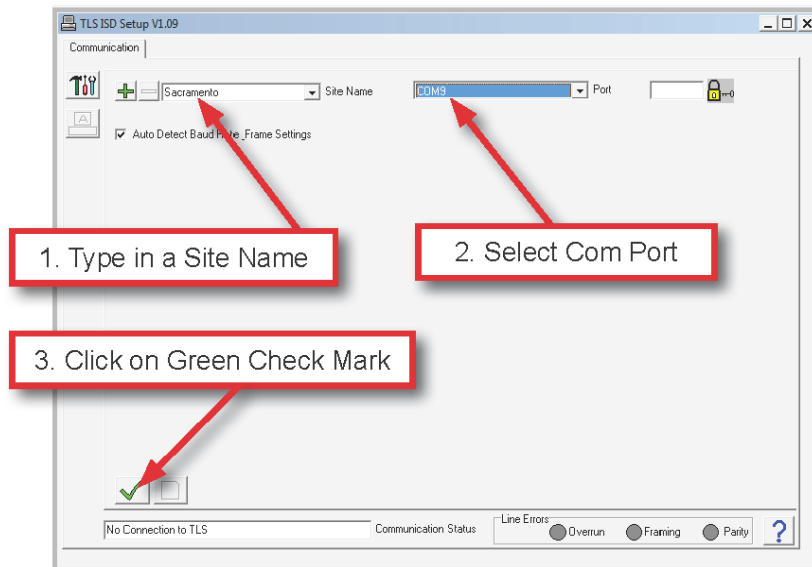 TLS ISD Setup V1.09
Communication
Sacramento Site Name COM9 Port
Auto Detect Baud Rate_Frame Settings
1. Type in a Site Name
2. Select Com Port
3. Click on Green Check Mark
No Connection to TLS Communication Status Line Errors Overrun Framing Parity ?